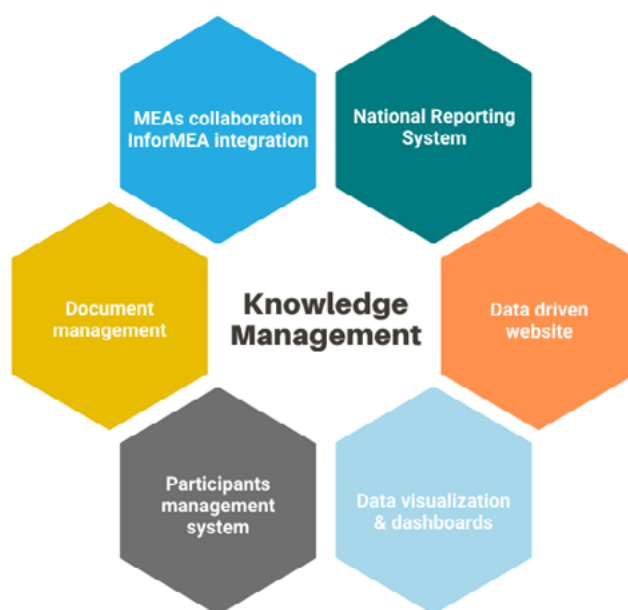 MEAs collaboration
InforMEA integration
National Reporting
System
Document
management
Knowledge
Management
Data driven
website
Participants
management
system
Data visualization
& dashboards